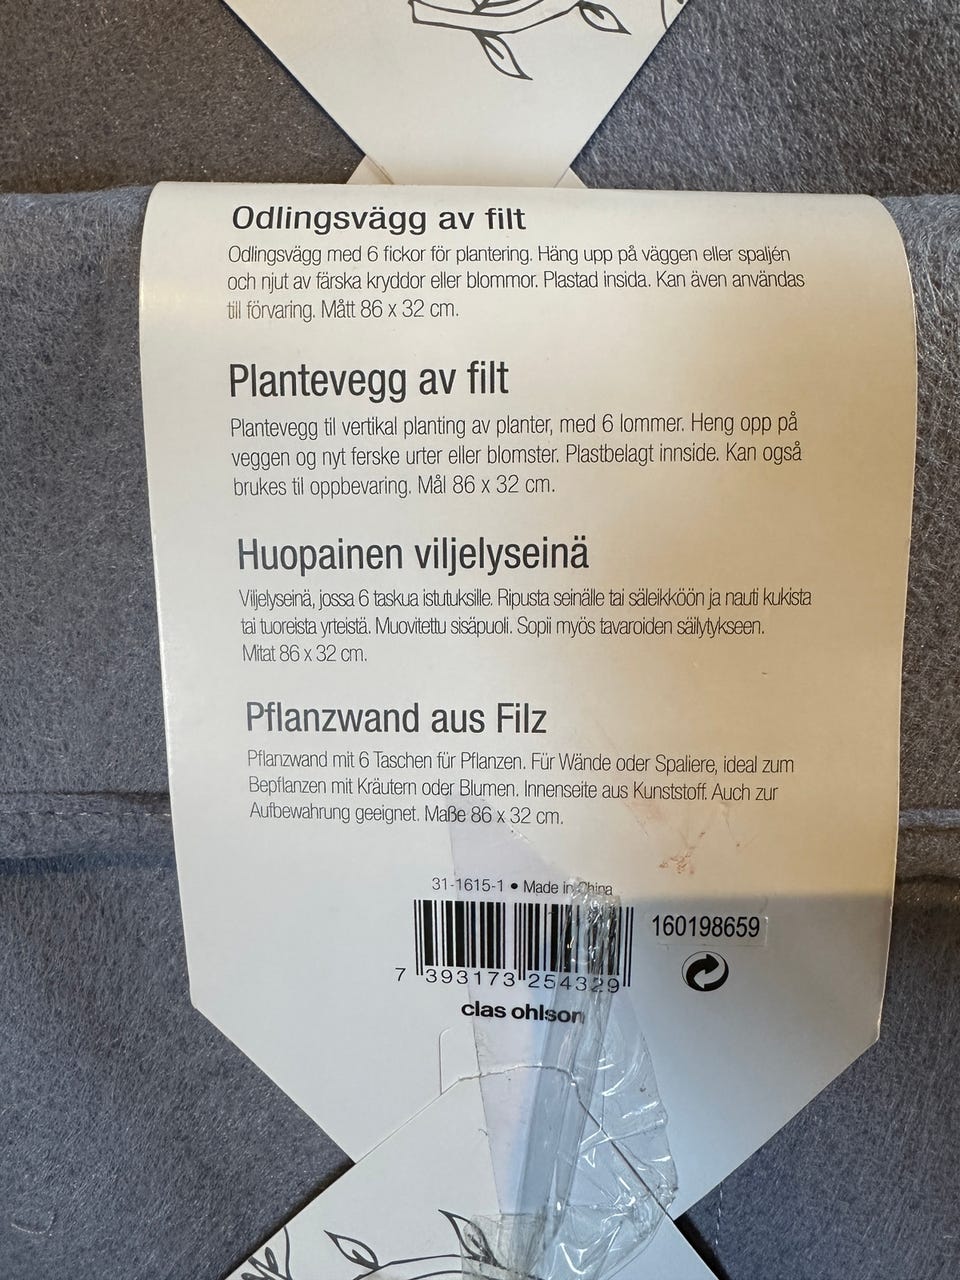 Odlingsvägg av filt
Odlingsvägg med 6 fickor för plantering. Häng upp på väggen eller spaljén
och njut av färska kryddor eller blommor. Plastad insida. Kan även användas
till förvaring. Mått 86 x 32 cm.
Plantevegg av filt
Plantevegg til vertikal planting av planter, med 6 lommer. Heng opp på
veggen og nyt ferske urter eller blomster. Plastbelagt innside. Kan også
brukes til oppbevaring. Mål 86 x 32 cm.
Huopainen viljelyseinä
Viljelyseinä, jossa 6 taskua istutuksille. Ripusta seinälle tai säleikköön ja nauti kukista
tai tuoreista yrteistä. Muovitettu sisäpuoli. Sopii myös tavaroiden säilytykseen.
Mitat 86 x 32 cm.
Pflanzwand aus Filz
Pflanzwand mit 6 Taschen für Pflanzen. Für Wände oder Spaliere, ideal zum
Bepflanzen mit Kräutern oder Blumen. Innenseite aus Kunststoff. Auch zur
Aufbewahrung geeignet. Maße 86 x 32 cm.
31-1615-1 • Made in China
160198659
7 393173 254329
clas ohlson